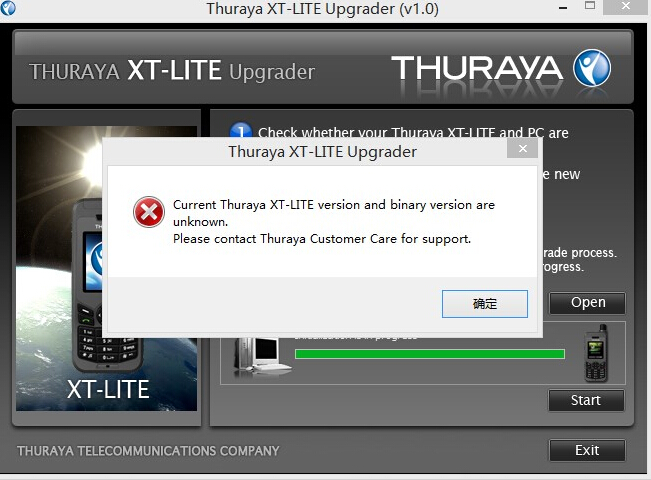 Thuraya XT-LITE Upgrader (v1.0)
THURAYA XT-LITE Upgrader
THURAYA
1 Check whether your Thuraya XT-LITE and PC are
Thuraya XT-LITE Upgrader
e new
Current Thuraya XT-LITE version and binary version are
unknown.
Please contact Thuraya Customer Care for support.
rade process.
rogress.
确定
Open
XT-LITE
Start
THURAYA TELECOMMUNICATIONS COMPANY
Exit